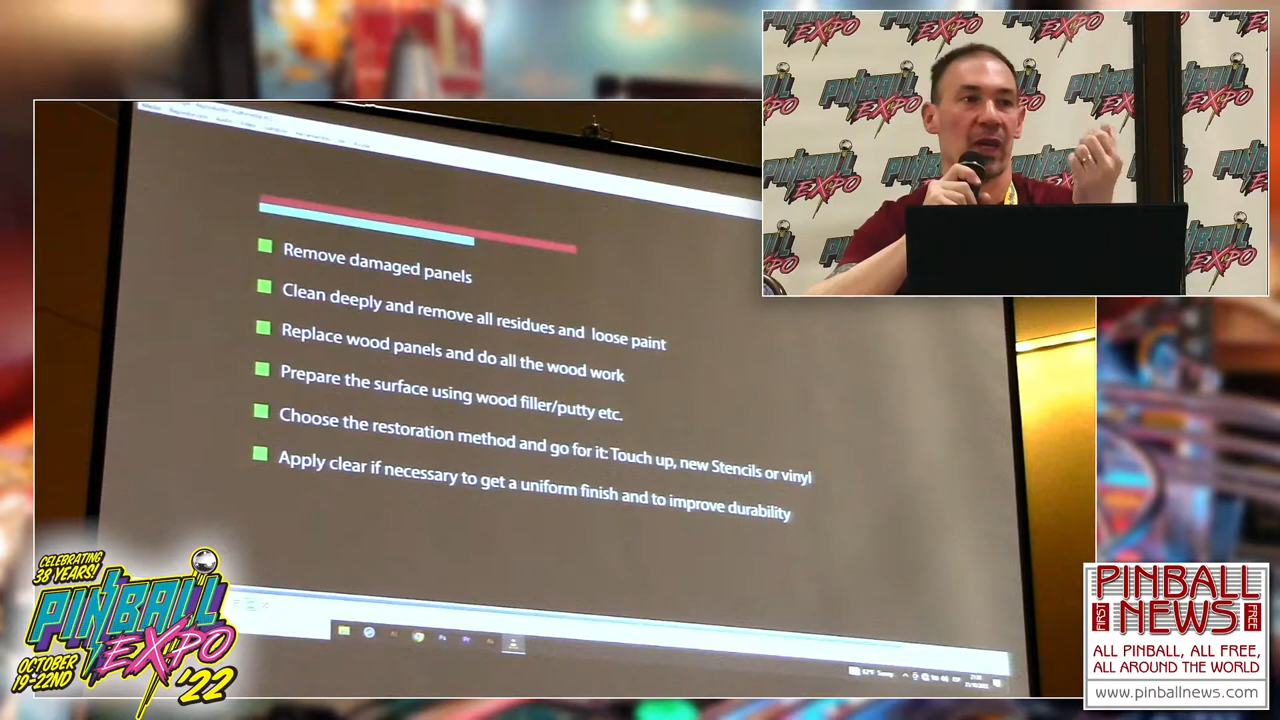 Remove damaged panels
Clean deeply and remove all residues and loose paint
Replace wood panels and do all the wood work
Prepare the surface using wood filler/putty etc.
Choose the restoration method and go for it: Touch up, new Stencils or vinyl
Apply clear if necessary to get a uniform finish and to improve durability
PINBALL
EXPO
CELEBRATING
38 YEARS!
PINBALL
EXPO
OCTOBER
19-22ND
'22
PINBALL
FIRST NEWS FREE
ALL PINBALL, ALL FREE,
ALL AROUND THE WORLD
www.pinballnews.com